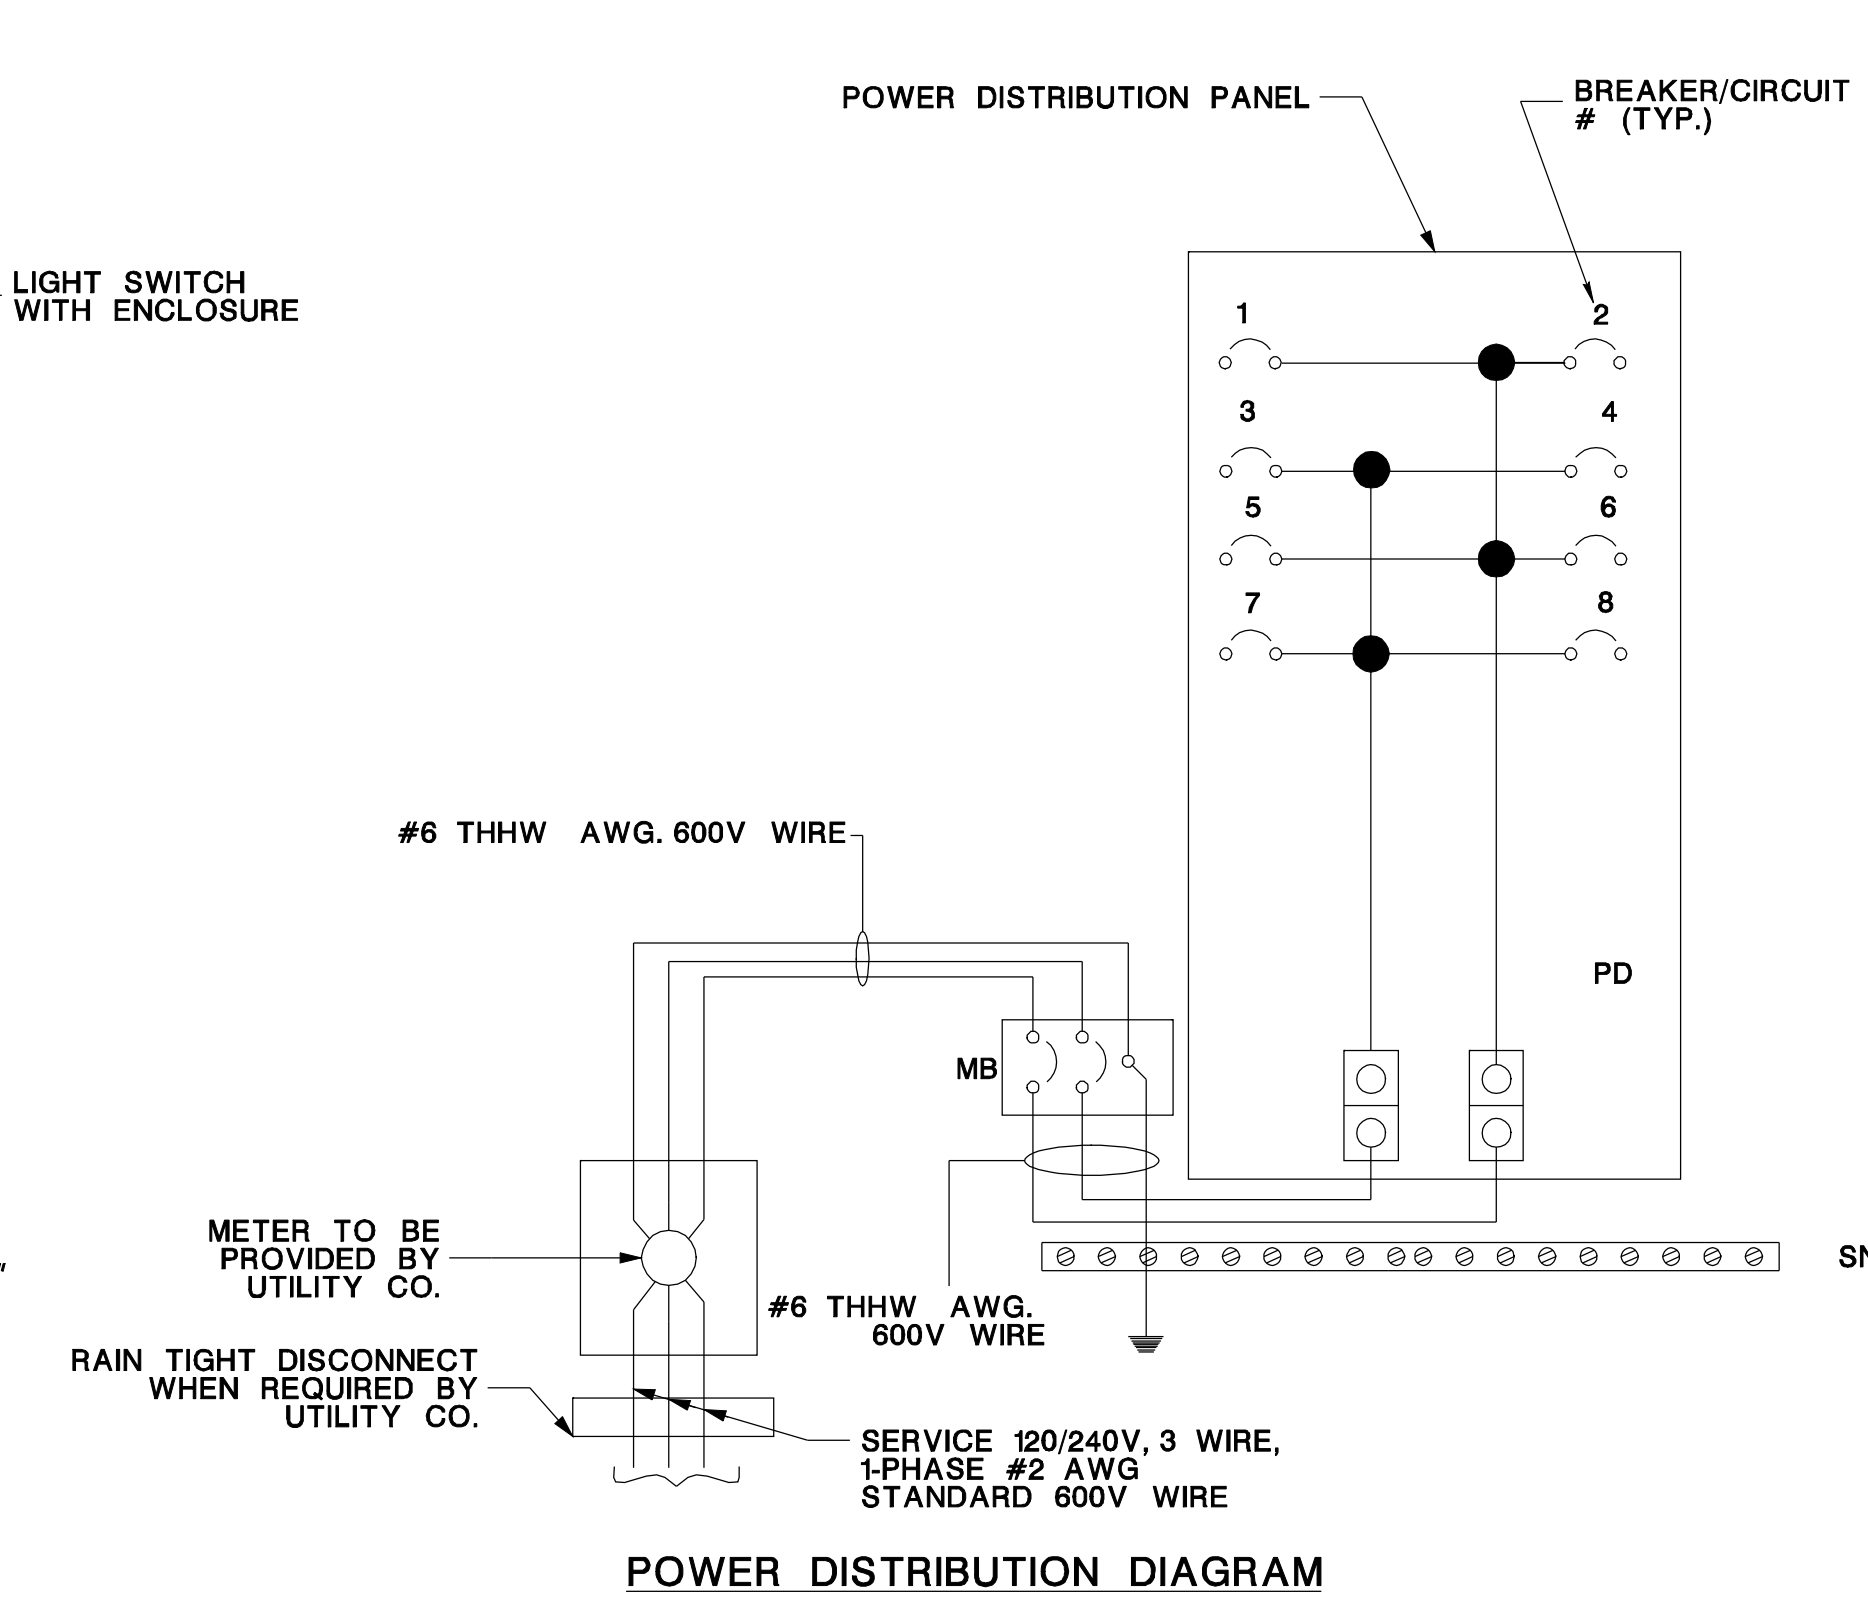 POWER DISTRIBUTION PANEL
BREAKER/CIRCUIT
# (TYP.)
LIGHT SWITCH
WITH ENCLOSURE
1
2
3
4
5
6
7
8
#6 THHW AWG. 600V WIRE
PD
MB
METER TO BE
PROVIDED BY
UTILITY CO.
"
SN
#6 THHW AWG.
600V WIRE
RAIN TIGHT DISCONNECT
WHEN REQUIRED BY
UTILITY CO.
SERVICE 120/240V, 3 WIRE,
1-PHASE #2 AWG
STANDARD 600V WIRE
POWER DISTRIBUTION DIAGRAM